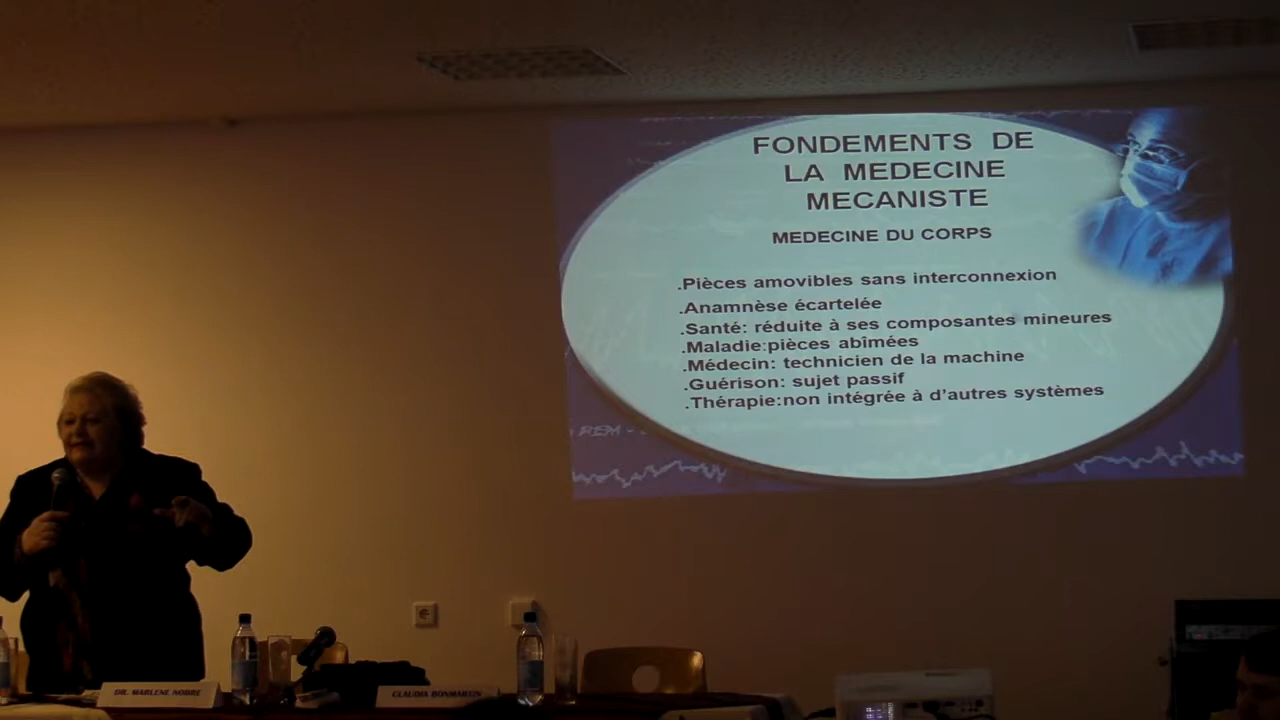 FONDEMENTS DE
LA MEDECINE
MECANISTE
MEDECINE DU CORPS
.Pièces amovibles sans interconnexion
.Anamnèse écartelée
.Santé: réduite à ses composantes mineures
.Maladie:pièces abîmées
.Médecin: technicien de la machine
.Guérison: sujet passif
.Thérapie:non intégrée à d'autres systèmes
REM -
DR. MARLENE NOBRE
CLAUDIA BONMARTIN